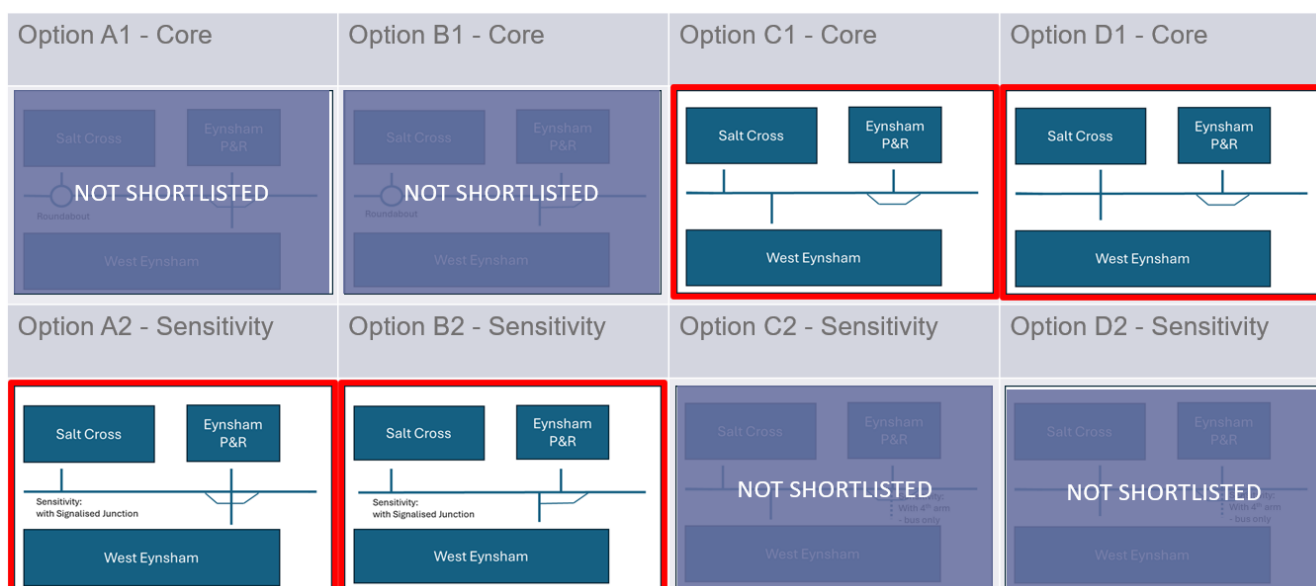 Option A1 - Core
Option B1 - Core
Option C1 - Core
Option D1 - Core
Salt Cross
Eynsham
P&R
NOT SHORTLISTED
Roundabout
West Eynsham
Salt Cross
Eynsham
P&R
NOT SHORTLISTED
Roundabout
West Eynsham
Salt Cross
Eynsham
P&R
West Eynsham
Salt Cross
Eynsham
P&R
West Eynsham
Option A2 - Sensitivity
Option B2 - Sensitivity
Option C2 - Sensitivity
Option D2 - Sensitivity
Salt Cross
Eynsham
P&R
Sensitivity:
with Signalised Junction
West Eynsham
Salt Cross
Eynsham
P&R
Sensitivity:
with Signalised Junction
West Eynsham
Salt Cross
Eynsham
P&R
NOT SHORTLISTED
With 4th arm
- bus only
West Eynsham
Salt Cross
Eynsham
P&R
NOT SHORTLISTED
With 4th arm
- bus only
West Eynsham